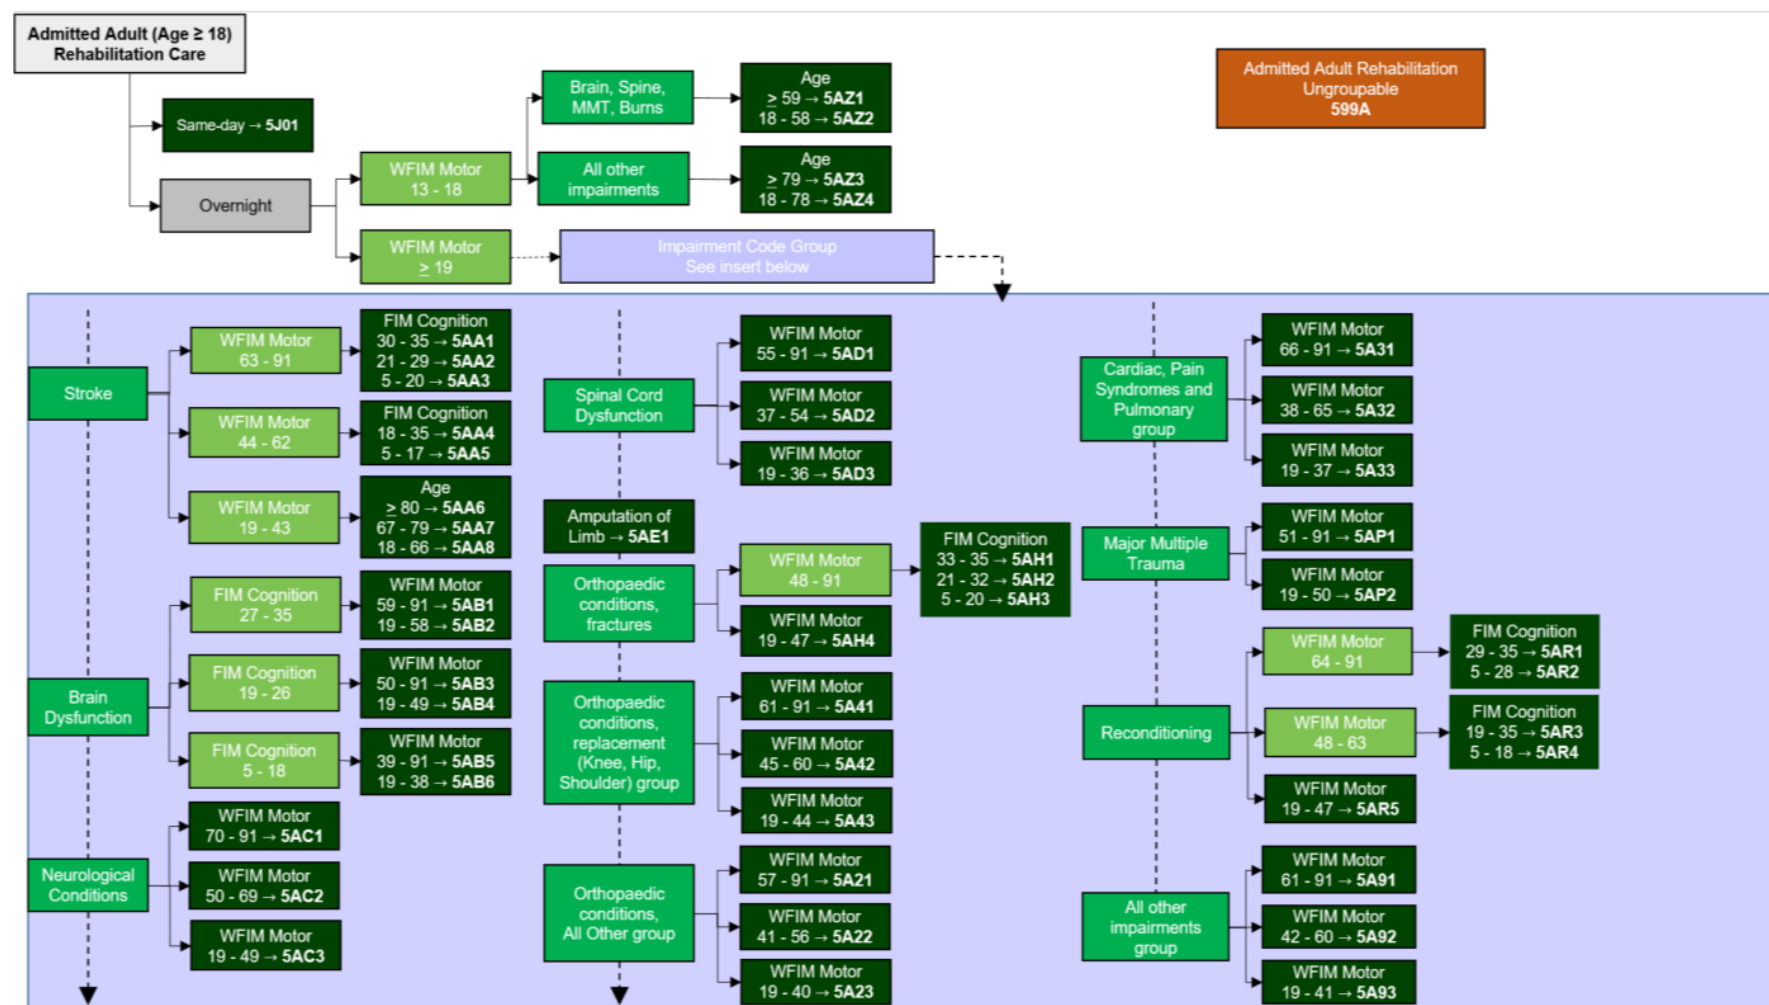 Admitted Adult (Age ≥ 18)
Rehabilitation Care
Same-day → 5J01
Overnight
WFIM Motor
13 - 18
WFIM Motor
≥ 19
Brain, Spine,
MMT, Burns
All other
impairments
Age
≥ 59 → 5AZ1
18 - 58 → 5AZ2
Age
≥ 79 → 5AZ3
18 - 78 → 5AZ4
Impairment Code Group
See insert below
Admitted Adult Rehabilitation
Ungroupable
599A
Stroke
WFIM Motor
63 - 91
FIM Cognition
30 - 35 → 5AA1
21 - 29 → 5AA2
5 - 20 → 5AA3
WFIM Motor
44 - 62
FIM Cognition
18 - 35 → 5AA4
5 - 17 → 5AA5
WFIM Motor
19 - 43
Age
≥ 80 → 5AA6
67 - 79 → 5AA7
18 - 66 → 5AA8
Brain
Dysfunction
FIM Cognition
27 - 35
WFIM Motor
59 - 91 → 5AB1
19 - 58 → 5AB2
FIM Cognition
19 - 26
WFIM Motor
50 - 91 → 5AB3
19 - 49 → 5AB4
FIM Cognition
5 - 18
WFIM Motor
39 - 91 → 5AB5
19 - 38 → 5AB6
Neurological
Conditions
WFIM Motor
70 - 91 → 5AC1
WFIM Motor
50 - 69 → 5AC2
WFIM Motor
19 - 49 → 5AC3
Spinal Cord
Dysfunction
WFIM Motor
55 - 91 → 5AD1
WFIM Motor
37 - 54 → 5AD2
WFIM Motor
19 - 36 → 5AD3
Amputation of
Limb → 5AE1
Orthopaedic
conditions,
fractures
WFIM Motor
48 - 91
FIM Cognition
33 - 35 → 5AH1
21 - 32 → 5AH2
5 - 20 → 5AH3
WFIM Motor
19 - 47 → 5AH4
Orthopaedic
conditions,
replacement
(Knee, Hip,
Shoulder) group
WFIM Motor
61 - 91 → 5A41
WFIM Motor
45 - 60 → 5A42
WFIM Motor
19 - 44 → 5A43
Orthopaedic
conditions,
All Other group
WFIM Motor
57 - 91 → 5A21
WFIM Motor
41 - 56 → 5A22
WFIM Motor
19 - 40 → 5A23
Cardiac, Pain
Syndromes and
Pulmonary
group
WFIM Motor
66 - 91 → 5A31
WFIM Motor
38 - 65 → 5A32
WFIM Motor
19 - 37 → 5A33
Major Multiple
Trauma
WFIM Motor
51 - 91 → 5AP1
WFIM Motor
19 - 50 → 5AP2
Reconditioning
WFIM Motor
64 - 91
FIM Cognition
29 - 35 → 5AR1
5 - 28 → 5AR2
WFIM Motor
48 - 63
FIM Cognition
19 - 35 → 5AR3
5 - 18 → 5AR4
WFIM Motor
19 - 47 → 5AR5
All other
impairments
group
WFIM Motor
61 - 91 → 5A91
WFIM Motor
42 - 60 → 5A92
WFIM Motor
19 - 41 → 5A93